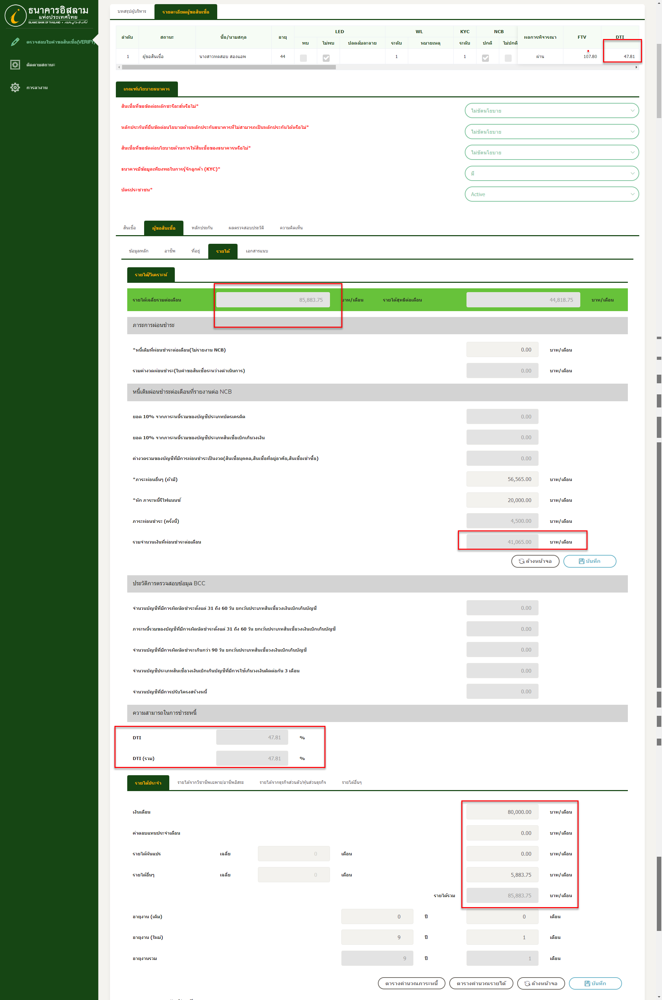 ธนาคารอิสลาม
แห่งประเทศไทย
ISLAMIC BANK OF THAILAND •
ตรวจสอบใบคำขอสินเชื่อ(VERIFY)
ติดตามสถานะ
การลางาน
บทสรุปผู้บริหาร รายละเอียดผู้ขอสินเชื่อ
ลำดับ สถานะ ชื่อ/นามสกุล อายุ LED WL KYC NCB ผลการพิจารณา FTV DTI
พบ ไม่พบ ปลดล้มละลาย ระดับ หมายเหตุ ระดับ ปกติ ไม่ปกติ
1 ผู้ขอสินเชื่อ นางสาวทดสอบ สองแอพ 44 1 1 ผ่าน 107.80 47.81
เกณฑ์นโยบายธนาคาร
สินเชื่อที่ขอขัดต่อหลักชะรีอะฮ์หรือไม่* ไม่ขัดนโยบาย
หลักประกันที่ยื่นขัดต่อนโยบายด้านหลักประกันธนาคารที่ไม่สามารถเป็นหลักประกันได้หรือไม่* ไม่ขัดนโยบาย
สินเชื่อที่ขอขัดต่อนโยบายด้านการให้สินเชื่อของธนาคารหรือไม่* ไม่ขัดนโยบาย
ธนาคารมีข้อมูลเพียงพอในการรู้จักลูกค้า (KYC)* มี
บัตรประชาชน* Active
สินเชื่อ ผู้ขอสินเชื่อ หลักประกัน ผลตรวจสอบประวัติ ความคิดเห็น
ข้อมูลหลัก อาชีพ ที่อยู่ รายได้ เอกสารแนบ
รายได้/วิเคราะห์
รายได้เฉลี่ยรวมต่อเดือน 85,883.75 บาท/เดือน รายได้สุทธิต่อเดือน 44,818.75 บาท/เดือน
ภาระการผ่อนชำระ
*หนี้เดิมที่ผ่อนชำระต่อเดือน(ไม่รายงาน NCB) 0.00 บาท/เดือน
รวมค่างวดผ่อนชำระ(ใบคำขอสินเชื่อระหว่างดำเนินการ) 0.00 บาท/เดือน
หนี้เดิมผ่อนชำระต่อเดือนที่รายงานต่อ NCB
ยอด 10% จากภาระหนี้รวมของบัญชีประเภทบัตรเครดิต 0.00
ยอด 10% จากภาระหนี้รวมของบัญชีประเภทสินเชื่อเบิกเกินวงเงิน 0.00
ค่างวดรวมของบัญชีที่มีการผ่อนชำระเป็นงวด(สินเชื่อบุคคล,สินเชื่อที่อยู่อาศัย,สินเชื่อเช่าซื้อ) 0.00
*ภาระผ่อนอื่นๆ (ถ้ามี) 56,565.00 บาท/เดือน
*หัก ภาระหนี้รีไฟแนนซ์ 20,000.00 บาท/เดือน
ภาระผ่อนชำระ (ครั้งนี้) 4,500.00 บาท/เดือน
รวมจำนวนเงินที่ผ่อนชำระต่อเดือน 41,065.00 บาท/เดือน
ล้างหน้าจอ บันทึก
ประวัติการตรวจสอบข้อมูล BCC
จำนวนบัญชีที่มีการผิดนัดชำระตั้งแต่ 31 ถึง 60 วัน ยกเว้นประเภทสินเชื่อวงเงินเบิกเกินบัญชี 0.00
ภาระหนี้รวมของบัญชีที่มีการผิดนัดชำระตั้งแต่ 31 ถึง 60 วัน ยกเว้นประเภทสินเชื่อวงเงินเบิกเกินบัญชี 0.00
จำนวนบัญชีที่มีการผิดนัดชำระเกินกว่า 90 วัน ยกเว้นประเภทสินเชื่อวงเงินเบิกเกินบัญชี 0.00
จำนวนบัญชีประเภทสินเชื่อวงเงินเบิกเกินบัญชีที่มีการใช้เกินวงเงินติดต่อกัน 3 เดือน 0.00
จำนวนบัญชีที่มีการปรับโครงสร้างหนี้ 0.00
ความสามารถในการชำระหนี้
DTI 47.81 %
DTI (รวม) 47.81 %
รายได้ประจำ รายได้จากวิชาชีพเฉพาะ/อาชีพอิสระ รายได้จากธุรกิจส่วนตัว/หุ้นส่วนธุรกิจ รายได้อื่นๆ
เงินเดือน 80,000.00 บาท/เดือน
ค่าตอบแทนประจำเดือน 0.00 บาท/เดือน
รายได้ผันแปร เฉลี่ย 0 เดือน 0.00 บาท/เดือน
รายได้อื่นๆ เฉลี่ย 0 เดือน 5,883.75 บาท/เดือน
รายได้รวม 85,883.75 บาท/เดือน
อายุงาน (เดิม) 0 ปี 0 เดือน
อายุงาน (ใหม่) 9 ปี 1 เดือน
อายุงานรวม 9 ปี 1 เดือน
ตารางคำนวณภาระหนี้ ตารางคำนวณรายได้ ล้างหน้าจอ บันทึก